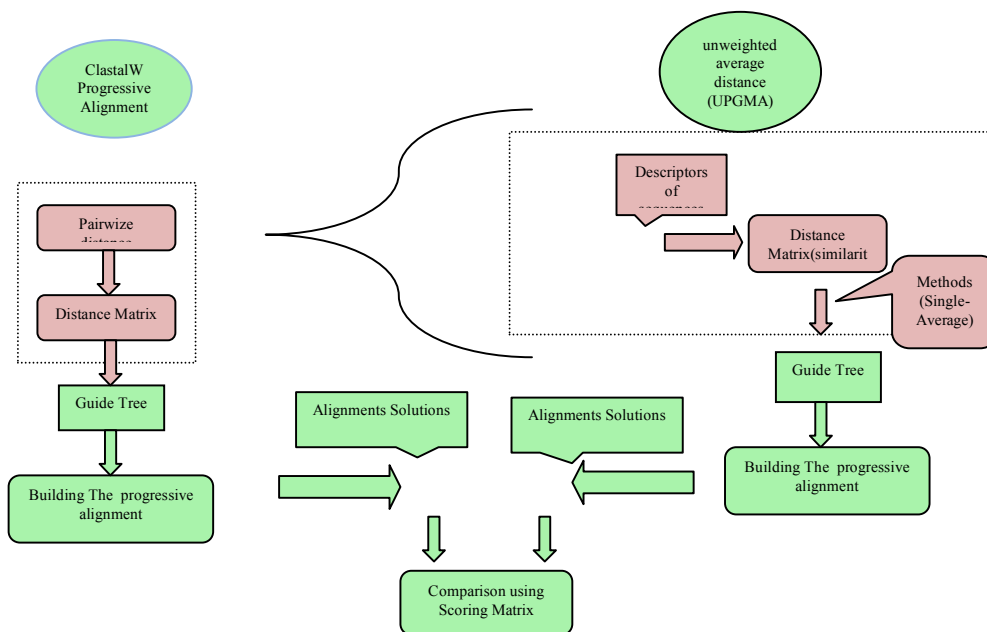 ClastalW
Progressive
Alignment
Pairwize
distance
Distance Matrix
Guide Tree
Building The progressive
alignment
unweighted
average
distance
(UPGMA)
Descriptors
of
sequences
Distance
Matrix(similarit
Methods
(Single-
Average)
Guide Tree
Building The progressive
alignment
Alignments Solutions
Alignments Solutions
Comparison using
Scoring Matrix